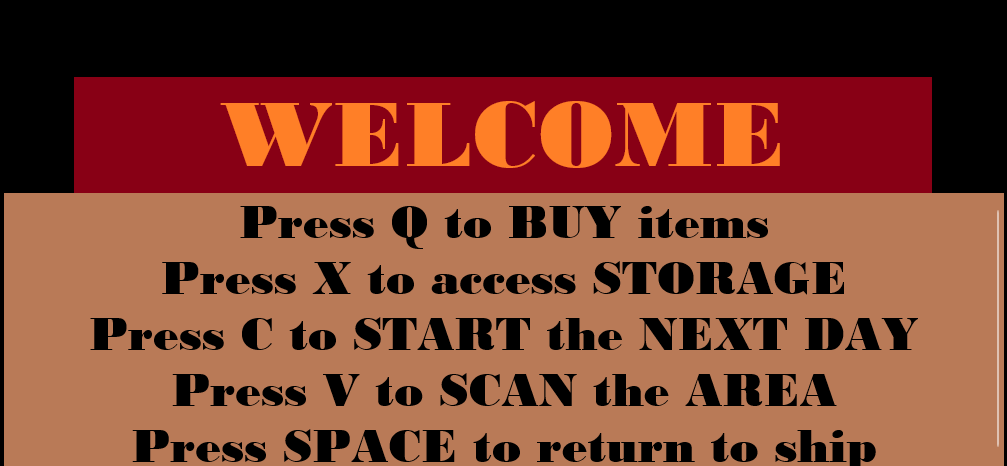 WELCOME
Press Q to BUY items
Press X to access STORAGE
Press C to START the NEXT DAY
Press V to SCAN the AREA
Press SPACE to return to ship